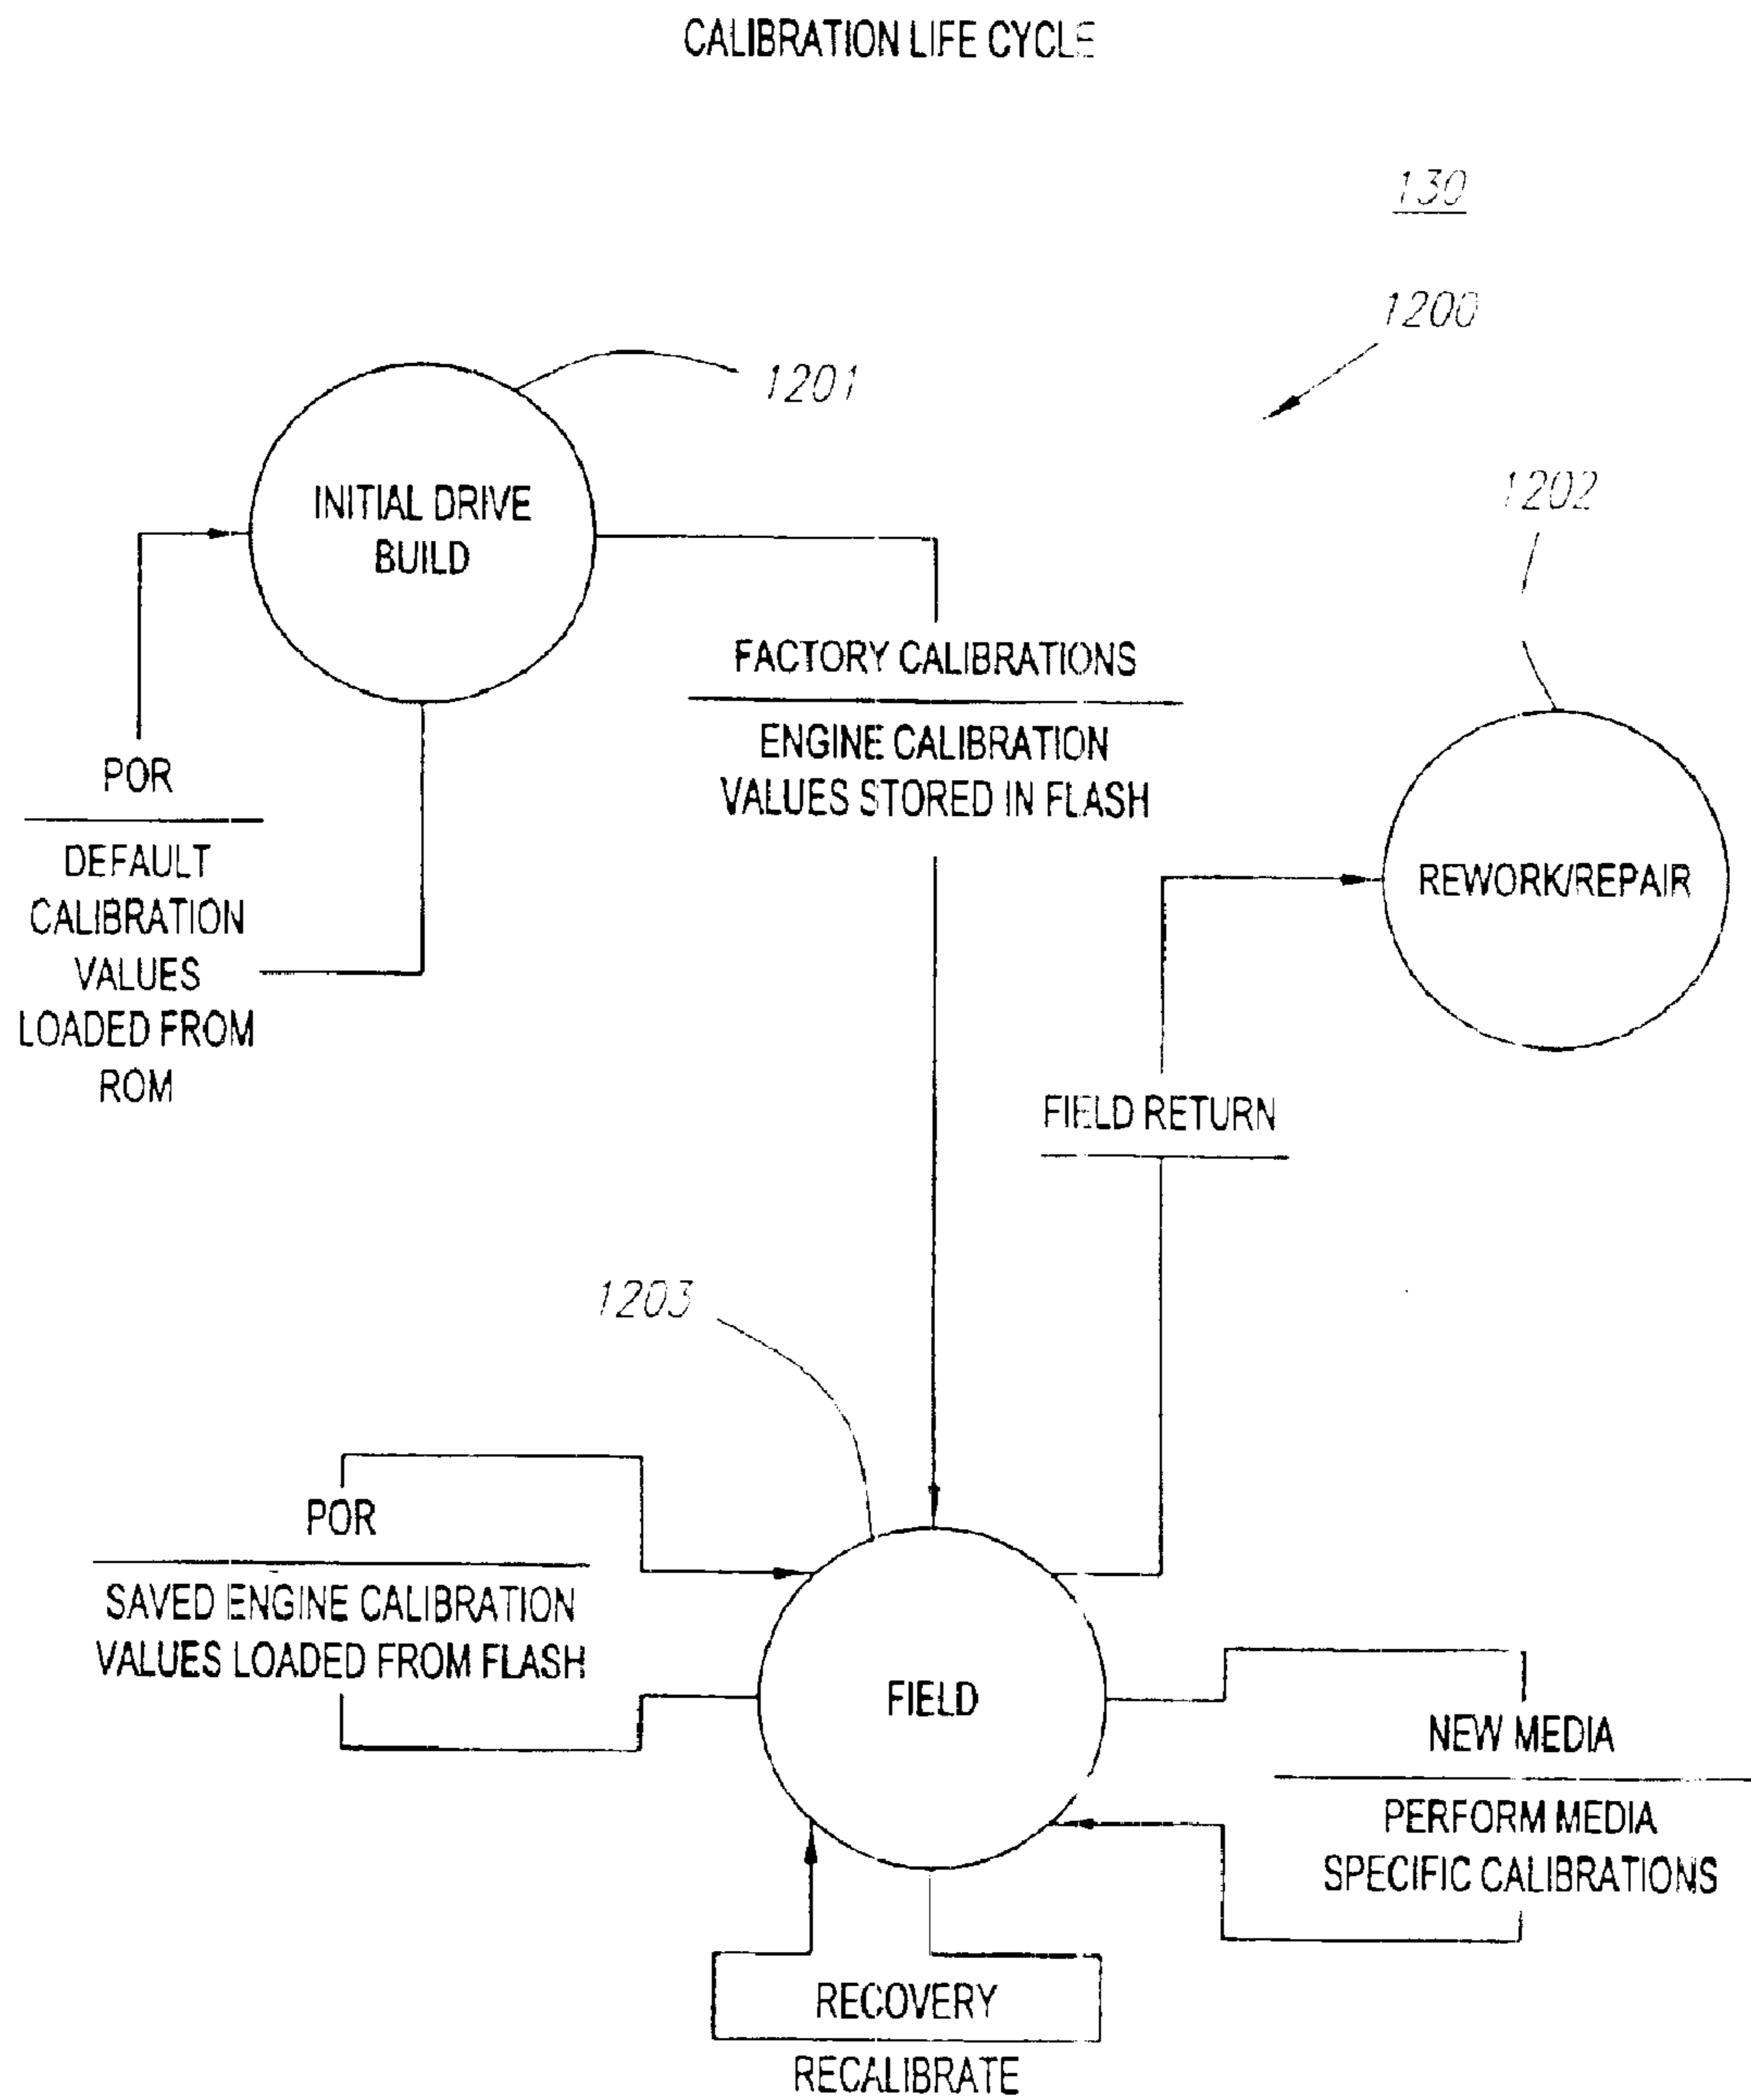 CALIBRATION LIFE CYCLE
130
1200
1201
INITIAL DRIVE
BUILD
1202
FACTORY CALIBRATIONS
ENGINE CALIBRATION
VALUES STORED IN FLASH
POR
DEFAULT
CALIBRATION
VALUES
LOADED FROM
ROM
REWORK/REPAIR
FIELD RETURN
1203
POR
SAVED ENGINE CALIBRATION
VALUES LOADED FROM FLASH
FIELD
NEW MEDIA
PERFORM MEDIA
SPECIFIC CALIBRATIONS
RECOVERY
RECALIBRATE